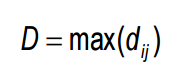 D = max(d_ij)